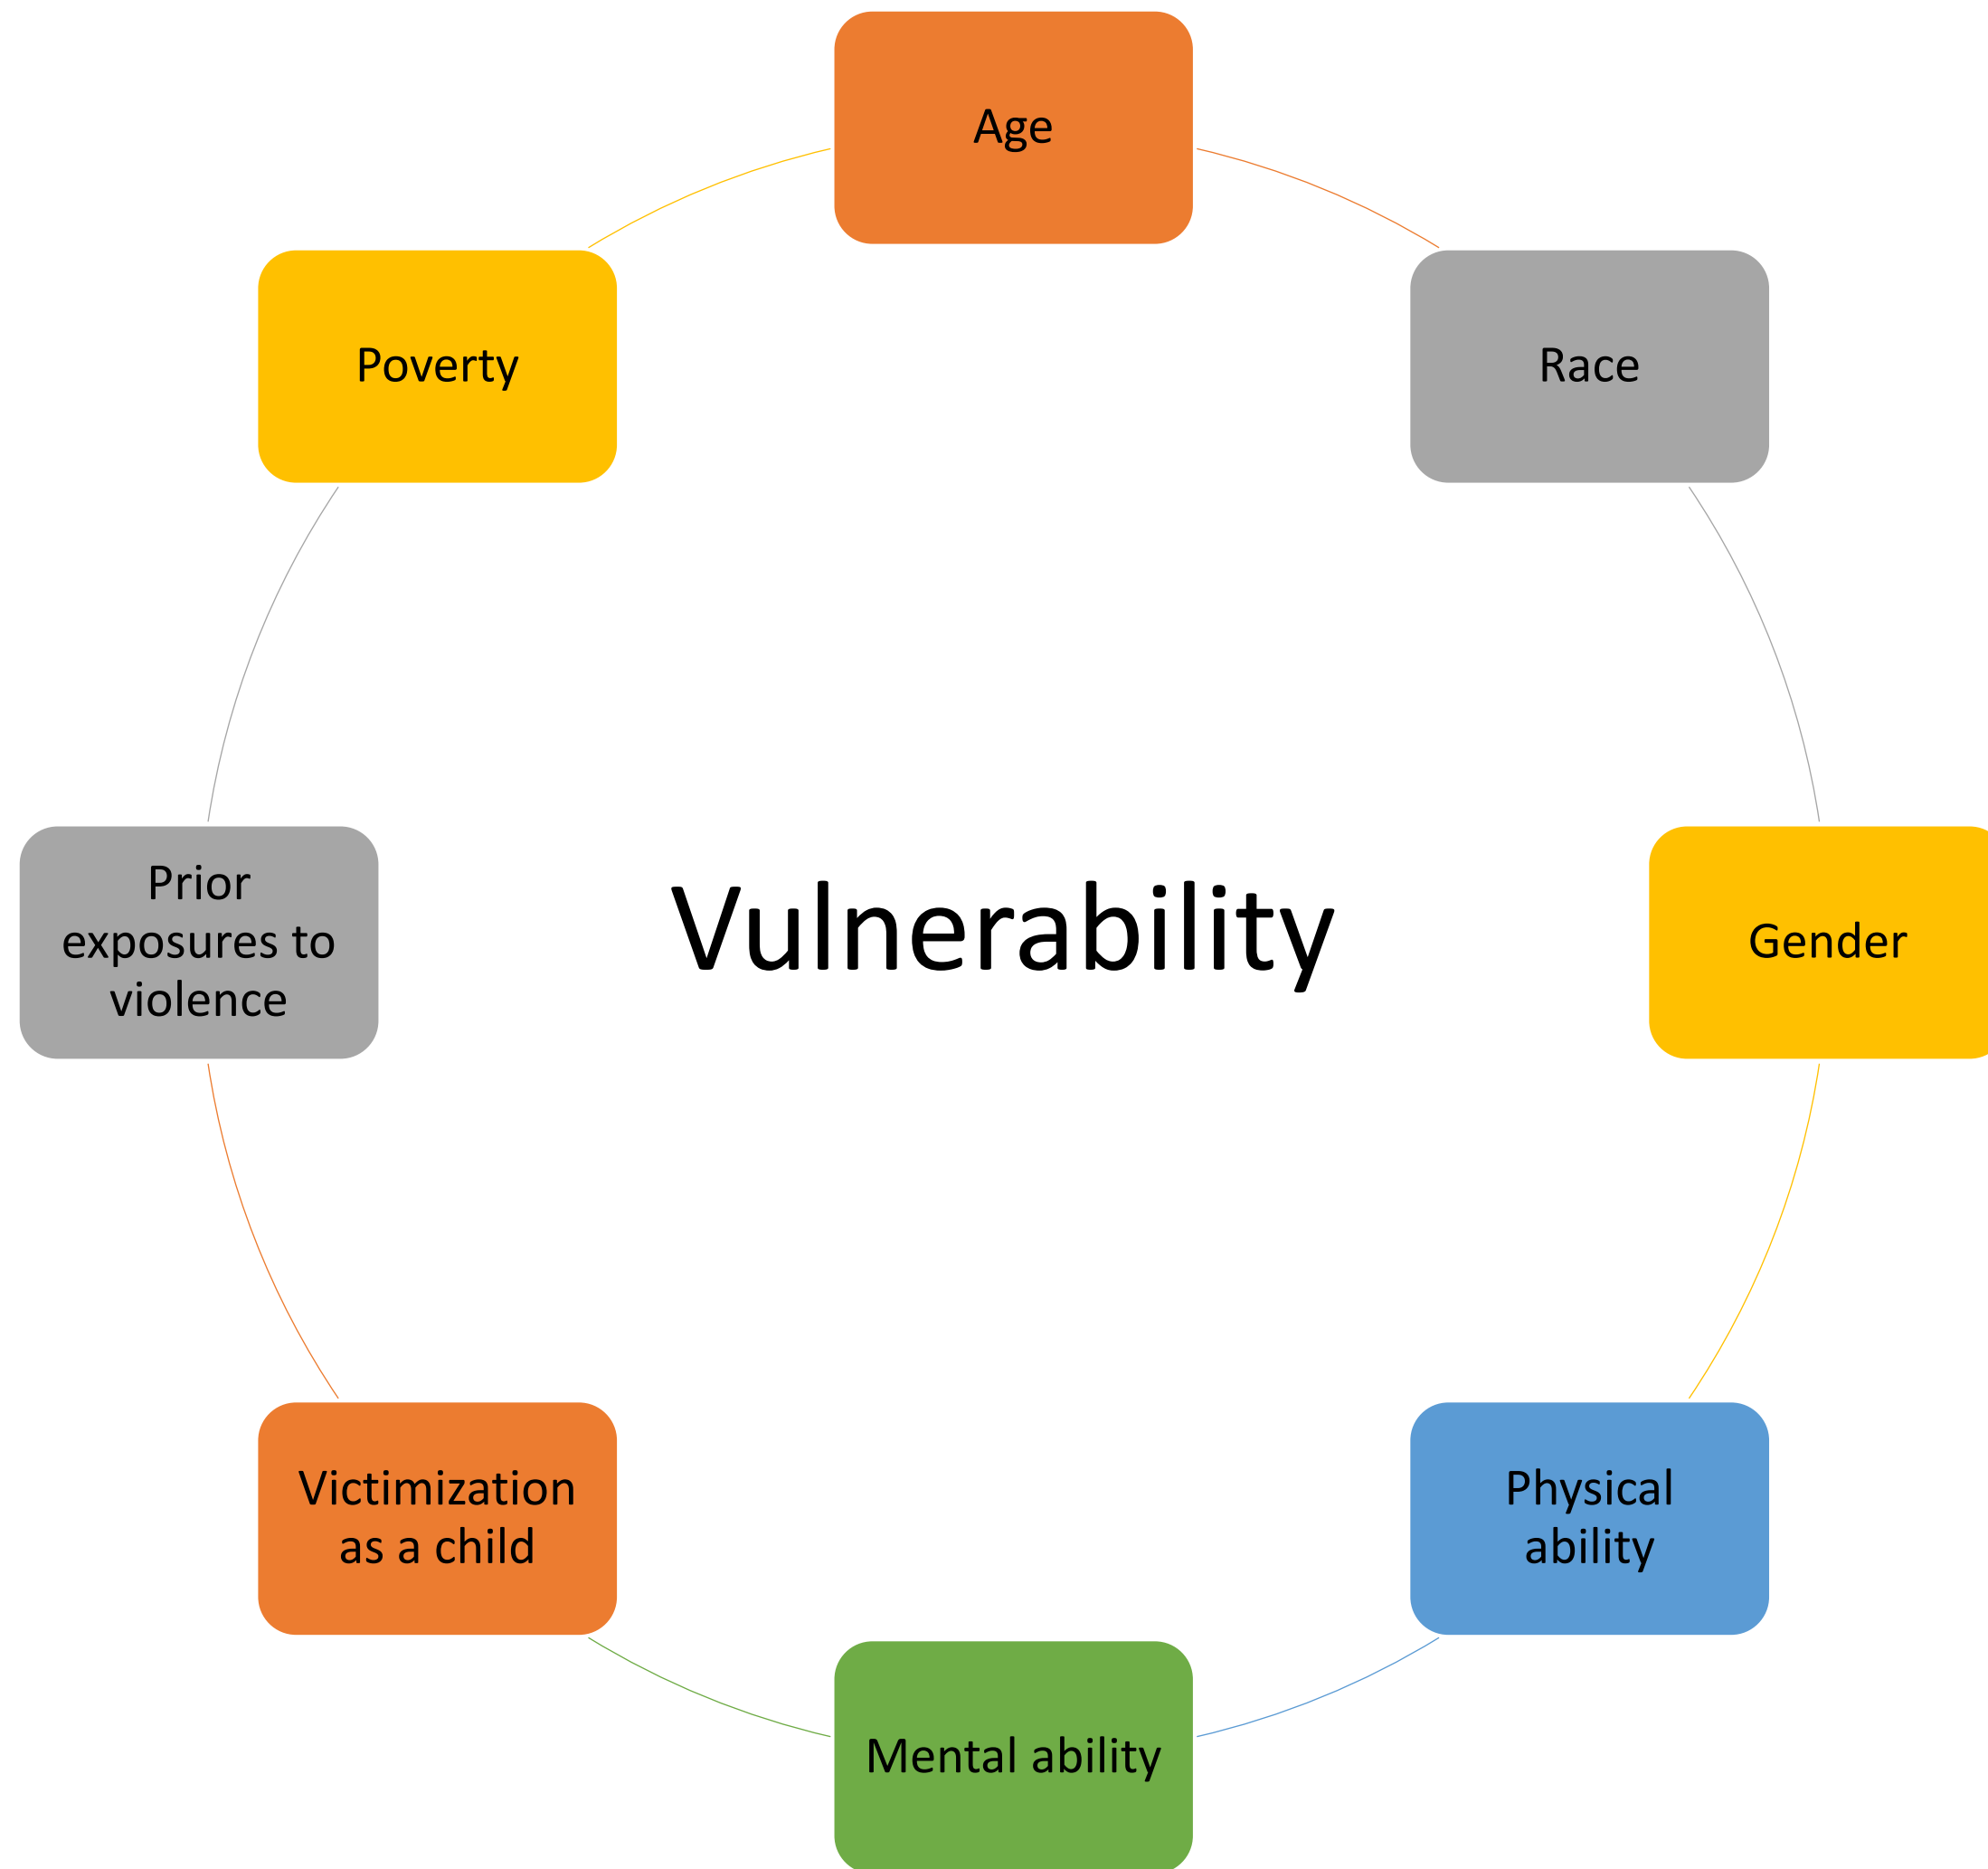 Age
Race
Gender
Physical
ability
Mental ability
Victimization
as a child
Prior
exposures to
violence
Poverty
Vulnerability